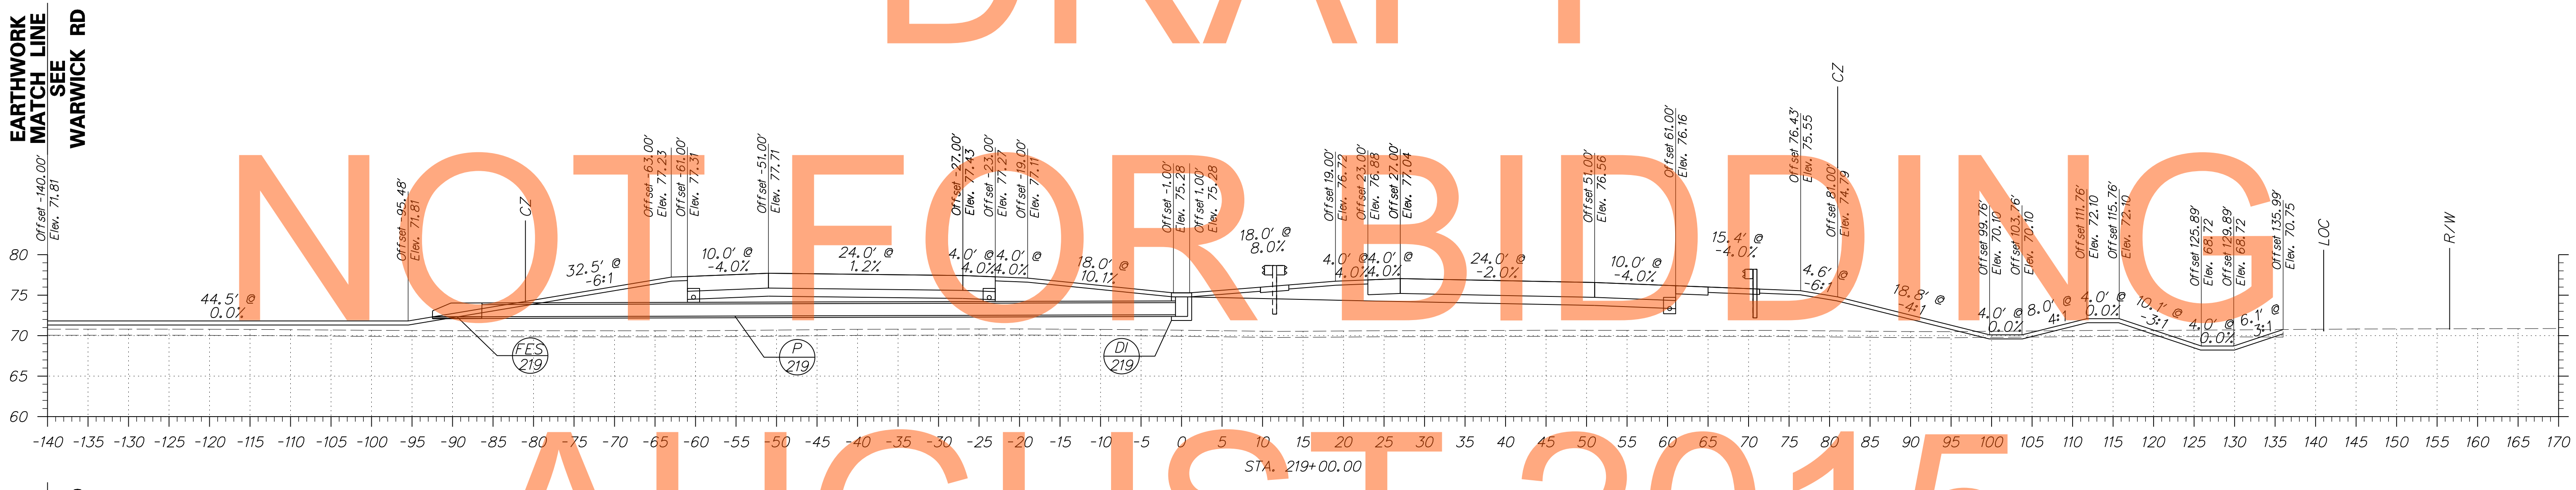 DRAFT
NOT FOR BIDDING
AUGUST 2015
EARTHWORK
MATCH LINE
SEE
WARWICK RD
Offset -140.00'
Elev. 71.81
Offset -95.48'
Elev. 71.81
CZ
Offset -63.00'
Elev. 77.23
Offset -61.00'
Elev. 77.31
Offset -51.00'
Elev. 77.71
Offset -27.00'
Elev. 77.43
Offset -23.00'
Elev. 77.27
Offset -19.00'
Elev. 77.11
Offset -1.00'
Elev. 75.28
Offset 1.00'
Elev. 75.28
Offset 19.00'
Elev. 76.72
Offset 23.00'
Elev. 76.88
Offset 27.00'
Elev. 77.04
Offset 51.00'
Elev. 76.56
Offset 61.00'
Elev. 76.16
Offset 76.43'
Elev. 75.55
CZ
Offset 81.00'
Elev. 74.79
Offset 99.76'
Elev. 70.10
Offset 103.76'
Elev. 70.10
Offset 111.76'
Elev. 72.10
Offset 115.76'
Elev. 72.10
Offset 125.89'
Elev. 68.72
Offset 129.89'
Elev. 68.72
Offset 135.99'
Elev. 70.75
LOC
R/W
44.5' @
0.0%
32.5' @
-6:1
10.0' @
-4.0%
24.0' @
1.2%
4.0' @
4.0%
4.0' @
4.0%
18.0' @
10.1%
18.0' @
8.0%
4.0' @
4.0%
4.0' @
4.0%
24.0' @
-2.0%
10.0' @
-4.0%
15.4' @
-4.0%
4.6' @
-6:1
18.8' @
-4:1
4.0' @
0.0%
8.0' @
4:1
4.0' @
0.0%
10.1' @
-3:1
4.0' @
0.0%
6.1' @
3:1
80
75
70
65
60
FES
219
P
219
DI
219
-140 -135 -130 -125 -120 -115 -110 -105 -100 -95 -90 -85 -80 -75 -70 -65 -60 -55 -50 -45 -40 -35 -30 -25 -20 -15 -10 -5 0 5 10 15 20 25 30 35 40 45 50 55 60 65 70 75 80 85 90 95 100 105 110 115 120 125 130 135 140 145 150 155 160 165 170
STA. 219+00.00